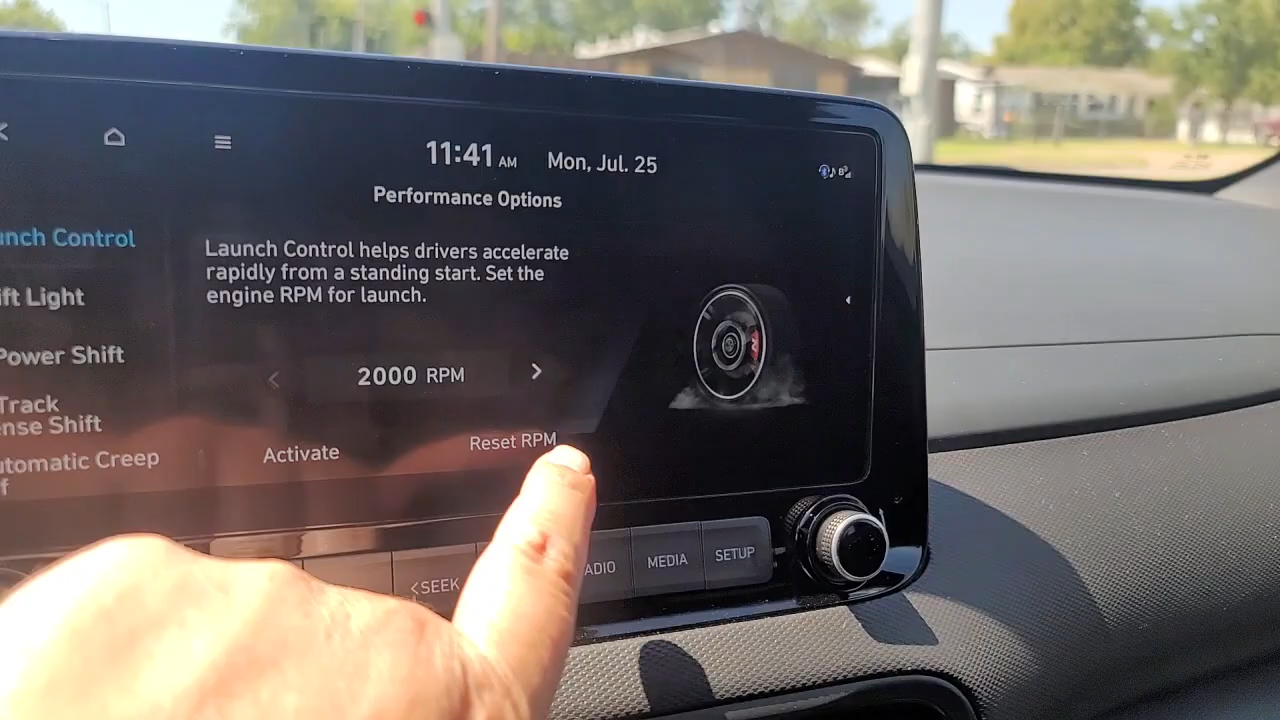 11:41 AM Mon, Jul. 25
Performance Options
unch Control
ift Light
Power Shift
Track
nse Shift
utomatic Creep
f
Launch Control helps drivers accelerate
rapidly from a standing start. Set the
engine RPM for launch.
< 2000 RPM >
Activate
Reset RPM
<SEEK
ADIO
MEDIA
SETUP